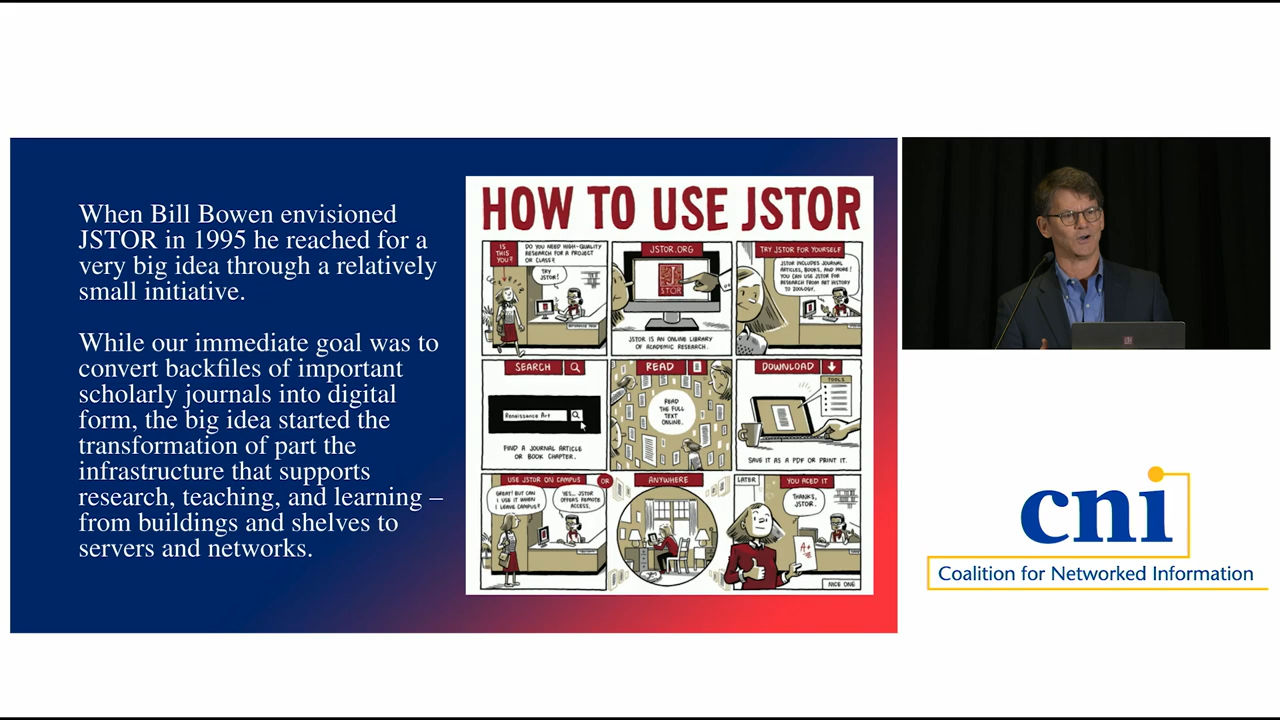 When Bill Bowen envisioned
JSTOR in 1995 he reached for a
very big idea through a relatively
small initiative.
While our immediate goal was to
convert backfiles of important
scholarly journals into digital
form, the big idea started the
transformation of part the
infrastructure that supports
research, teaching, and learning –
from buildings and shelves to
servers and networks.
HOW TO USE JSTOR
IS
THIS
YOU?
DO YOU NEED HIGH-QUALITY
RESEARCH FOR A PROJECT
OR CLASS?
TRY
JSTOR!
JSTOR.ORG
J
STOR
JSTOR IS AN ONLINE LIBRARY
OF ACADEMIC RESEARCH.
TRY JSTOR FOR YOURSELF
JSTOR INCLUDES JOURNAL
ARTICLES, BOOKS, AND MORE!
YOU CAN USE JSTOR FOR
RESEARCH FROM ART HISTORY
TO ZOOLOGY.
SEARCH
Renaissance Art
FIND A JOURNAL ARTICLE
OR BOOK CHAPTER.
READ
READ
THE FULL
TEXT
ONLINE.
DOWNLOAD
TOOLS
SAVE IT AS A PDF OR PRINT IT.
USE JSTOR ON CAMPUS
OR
GREAT! BUT CAN
I USE IT WHEN
I LEAVE CAMPUS?
YES... JSTOR
OFFERS REMOTE
ACCESS.
ANYWHERE
LATER
YOU ACED IT
THANKS,
JSTOR.
A+
NICE ONE
cni
Coalition for Networked Information